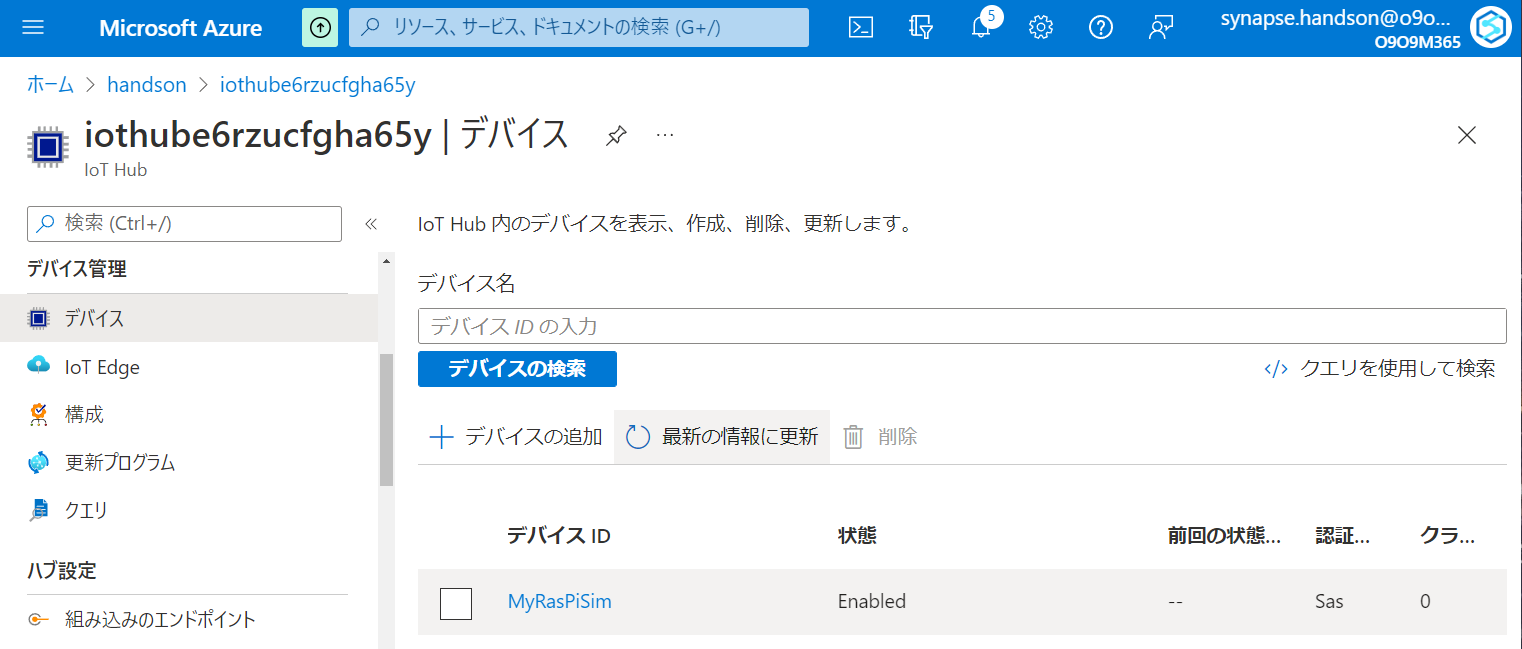 Microsoft Azure
リソース、サービス、ドキュメントの検索 (G+/)
5
synapse.handson@o9o...
O9O9M365
ホーム > handson > iothube6rzucfgha65y
iothube6rzucfgha65y | デバイス
...
IoT Hub
検索 (Ctrl+/)
«
デバイス管理
デバイス
IoT Edge
構成
更新プログラム
クエリ
ハブ設定
組み込みのエンドポイント
IoT Hub 内のデバイスを表示、作成、削除、更新します。
デバイス名
デバイス ID の入力
デバイスの検索
</> クエリを使用して検索
デバイスの追加 最新の情報に更新 削除
デバイス ID 状態 前回の状態... 認証... クラ...
MyRasPiSim Enabled -- Sas 0